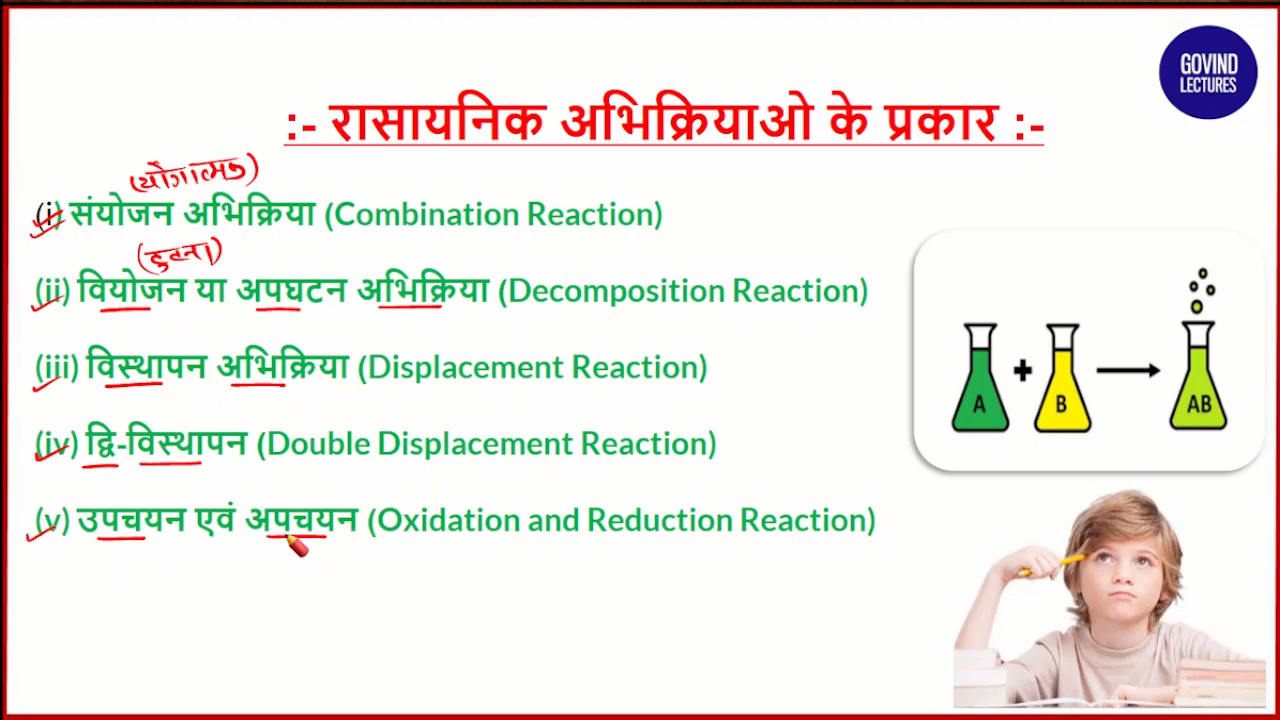 GOVIND
LECTURES
:- रासायनिक अभिक्रियाओ के प्रकार :-
(योगात्मक)
(i) संयोजन अभिक्रिया (Combination Reaction)
(टुटना)
(ii) वियोजन या अपघटन अभिक्रिया (Decomposition Reaction)
(iii) विस्थापन अभिक्रिया (Displacement Reaction)
(iv) द्वि-विस्थापन (Double Displacement Reaction)
(v) उपचयन एवं अपचयन (Oxidation and Reduction Reaction)
A + B AB